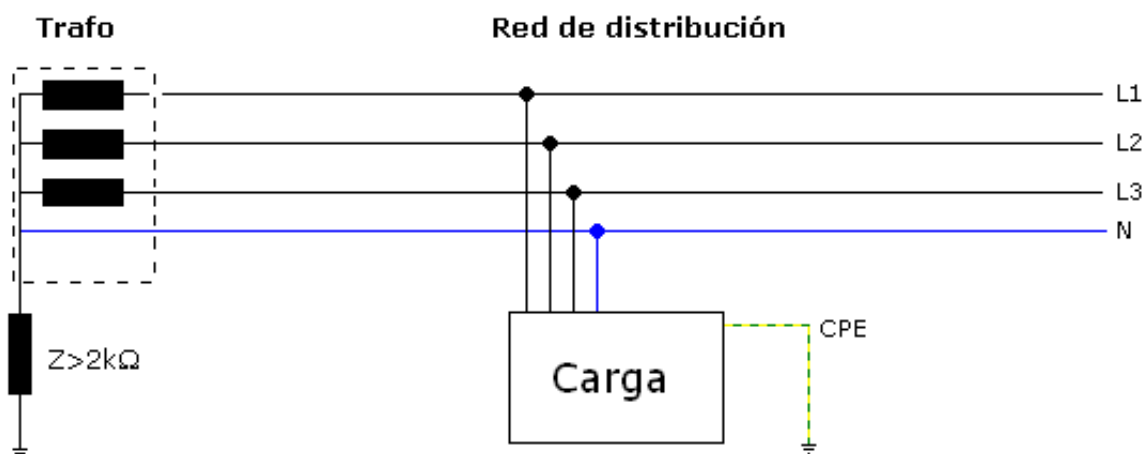 Trafo
Red de distribución
L1
L2
L3
N
CPE
Z>2kΩ
Carga